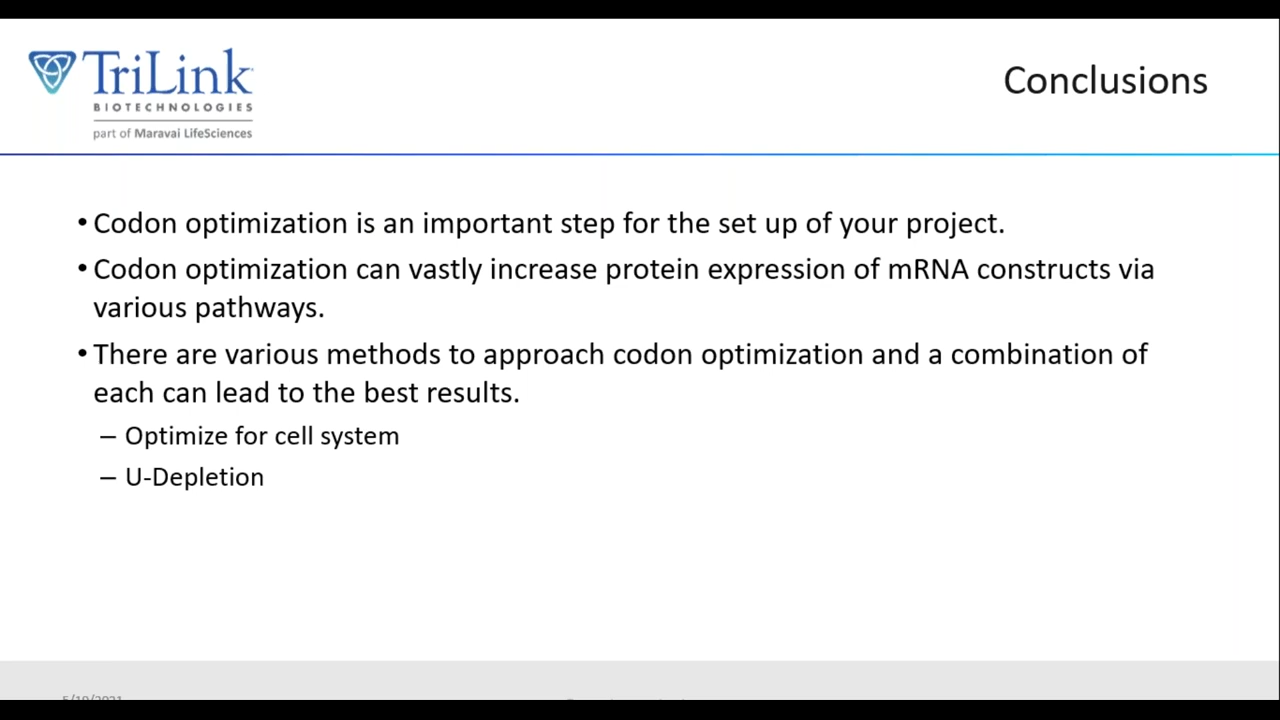 TriLink
BIOTECHNOLOGIES
part of Maravai LifeSciences
Conclusions
• Codon optimization is an important step for the set up of your project.
• Codon optimization can vastly increase protein expression of mRNA constructs via
various pathways.
• There are various methods to approach codon optimization and a combination of
each can lead to the best results.
– Optimize for cell system
– U-Depletion